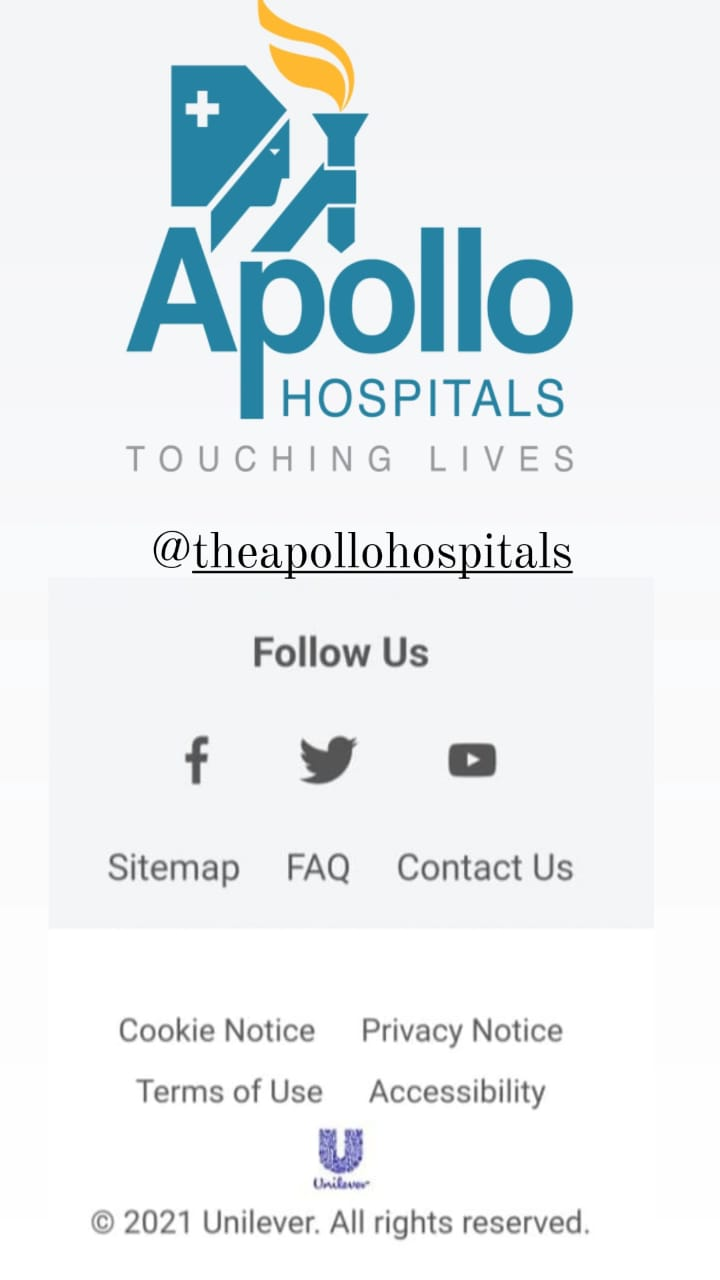 Apollo
HOSPITALS
TOUCHING LIVES
@theapollohospitals
Follow Us
Sitemap FAQ Contact Us
Cookie Notice Privacy Notice
Terms of Use Accessibility
Unilever
© 2021 Unilever. All rights reserved.